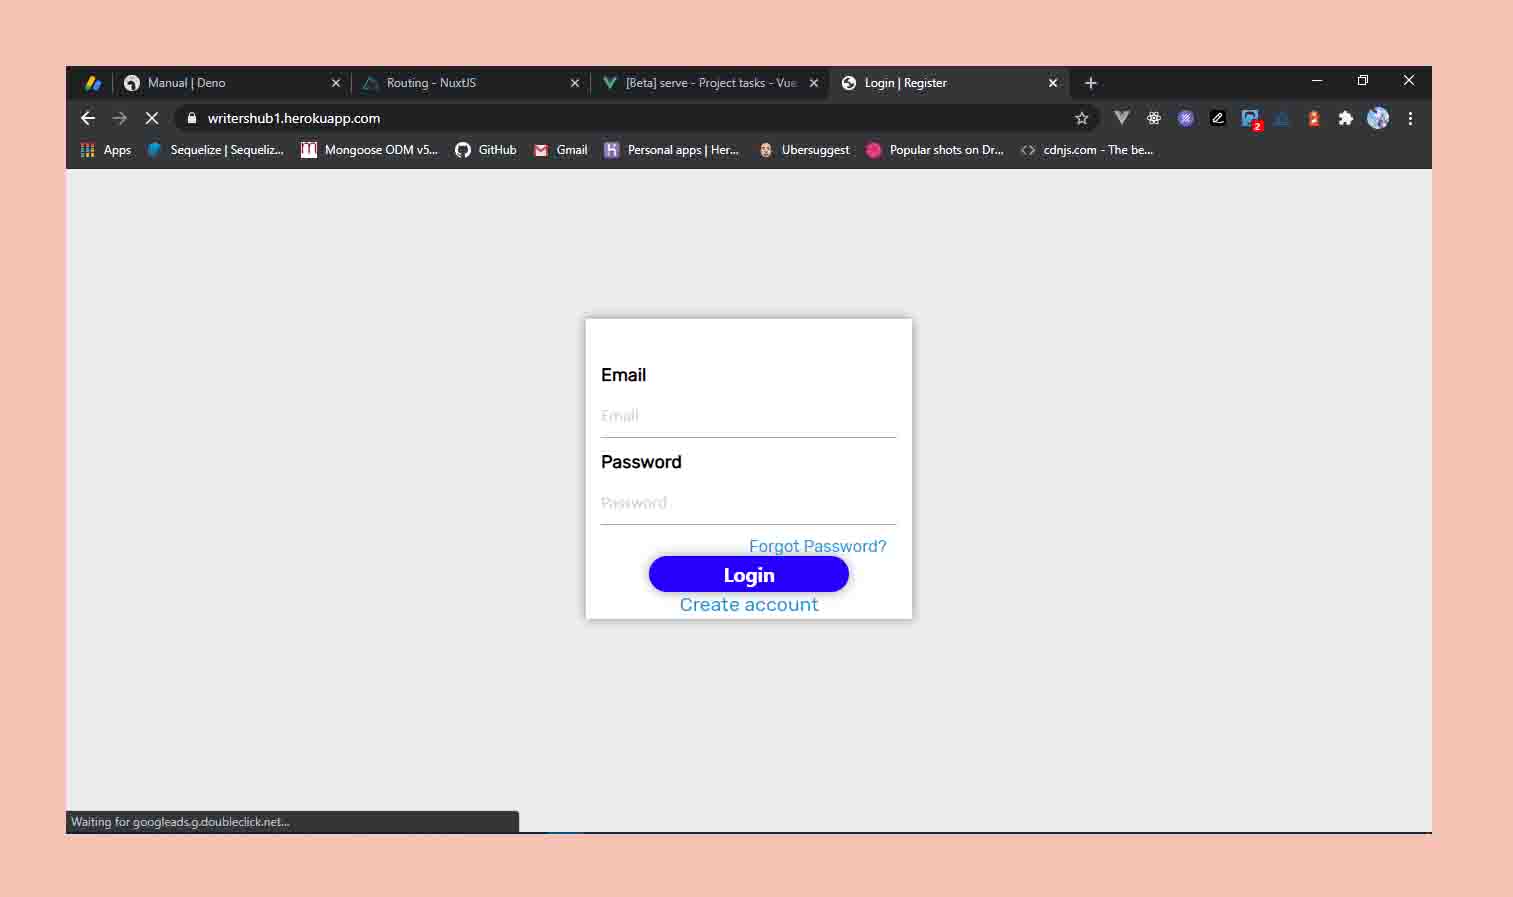 Manual | Deno
Routing - NuxtJS
[Beta] serve - Project tasks - Vue
Login | Register
writershub1.herokuapp.com
2
Apps
Sequelize | Sequeliz...
Mongoose ODM v5...
GitHub
Gmail
Personal apps | Her...
Ubersuggest
Popular shots on Dr...
cdnjs.com - The be...
Email
Email
Password
Password
Forgot Password?
Login
Create account
Waiting for googleads.g.doubleclick.net...